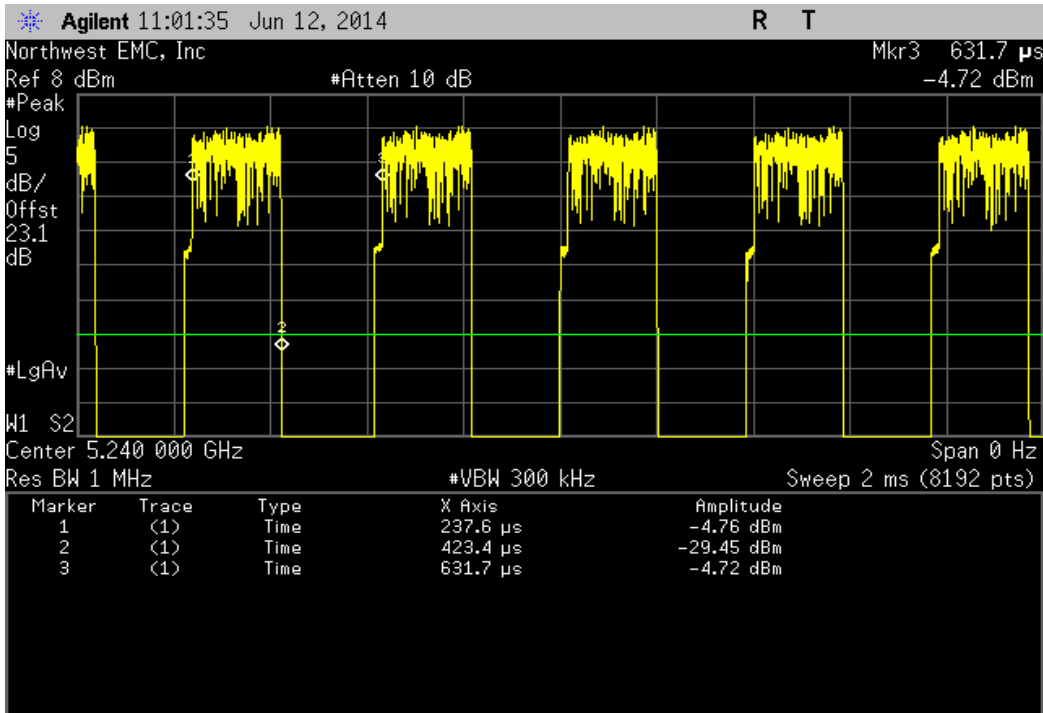 Agilent 11:01:35 Jun 12, 2014 R T
Northwest EMC, Inc Mkr3 631.7 µs
Ref 8 dBm #Atten 10 dB -4.72 dBm
#Peak
Log
5
dB/
Offst
23.1
dB
1
3
2
#LgAv
W1 S2
Center 5.240 000 GHz Span 0 Hz
Res BW 1 MHz #VBW 300 kHz Sweep 2 ms (8192 pts)
Marker Trace Type X Axis Amplitude
1 (1) Time 237.6 µs -4.76 dBm
2 (1) Time 423.4 µs -29.45 dBm
3 (1) Time 631.7 µs -4.72 dBm